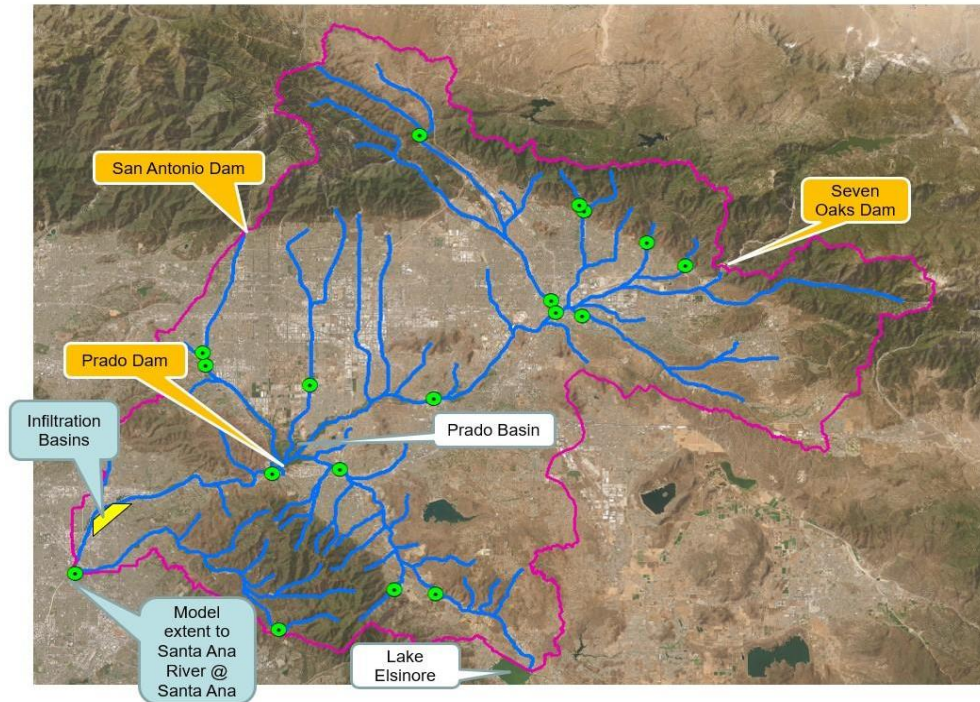 San Antonio Dam
Seven
Oaks Dam
Prado Dam
Infiltration
Basins
Prado Basin
Model
extent to
Santa Ana
River @
Santa Ana
Lake
Elsinore